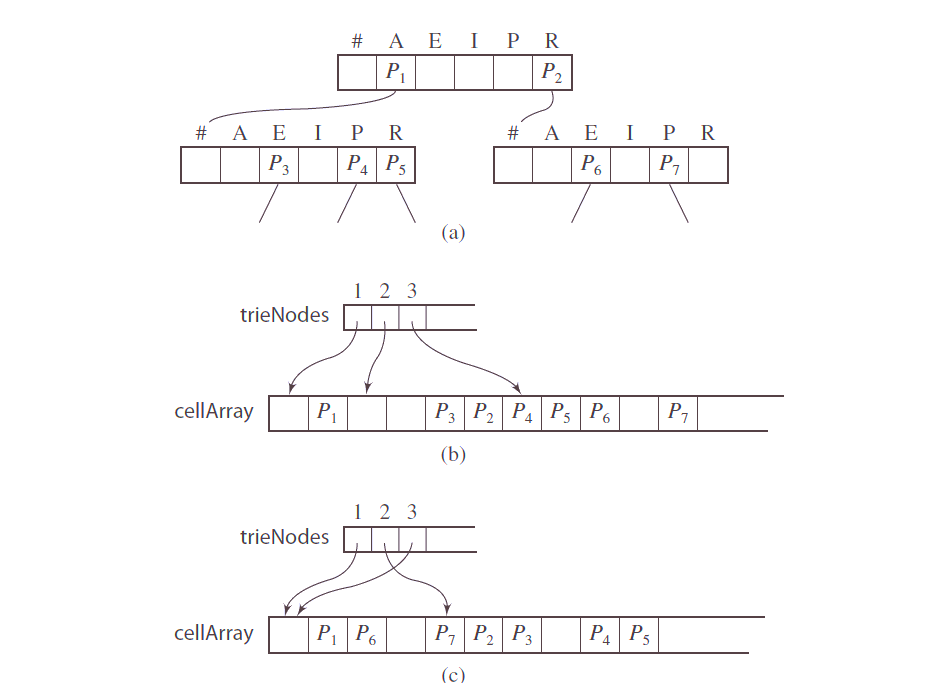 # A E I P R
P1 P2
# A E I P R # A E I P R
P3 P4 P5 P6 P7
(a)
1 2 3
trieNodes
cellArray P1 P3 P2 P4 P5 P6 P7
(b)
1 2 3
trieNodes
cellArray P1 P6 P7 P2 P3 P4 P5
(c)